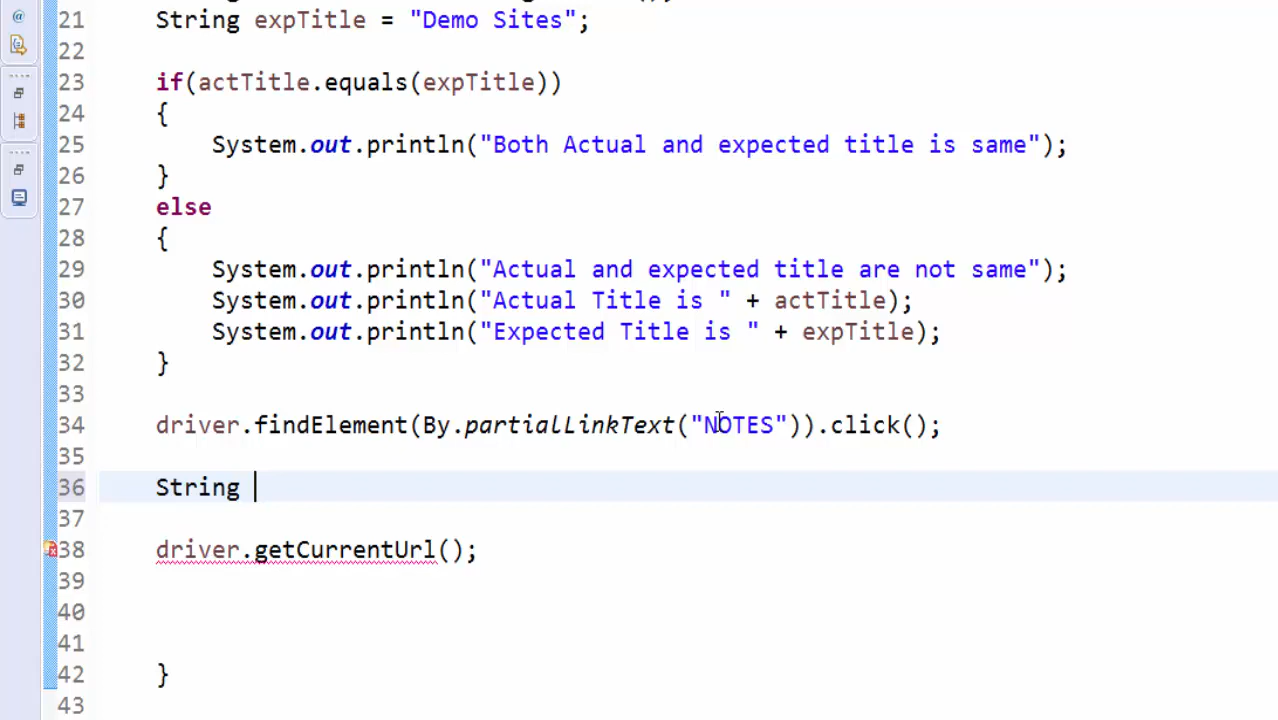 21 String expTitle = "Demo Sites";
22
23 if(actTitle.equals(expTitle))
24 {
25 System.out.println("Both Actual and expected title is same");
26 }
27 else
28 {
29 System.out.println("Actual and expected title are not same");
30 System.out.println("Actual Title is " + actTitle);
31 System.out.println("Expected Title is " + expTitle);
32 }
33
34 driver.findElement(By.partialLinkText("NOTES")).click();
35
36 String
37
38 driver.getCurrentUrl();
39
40
41
42 }
43